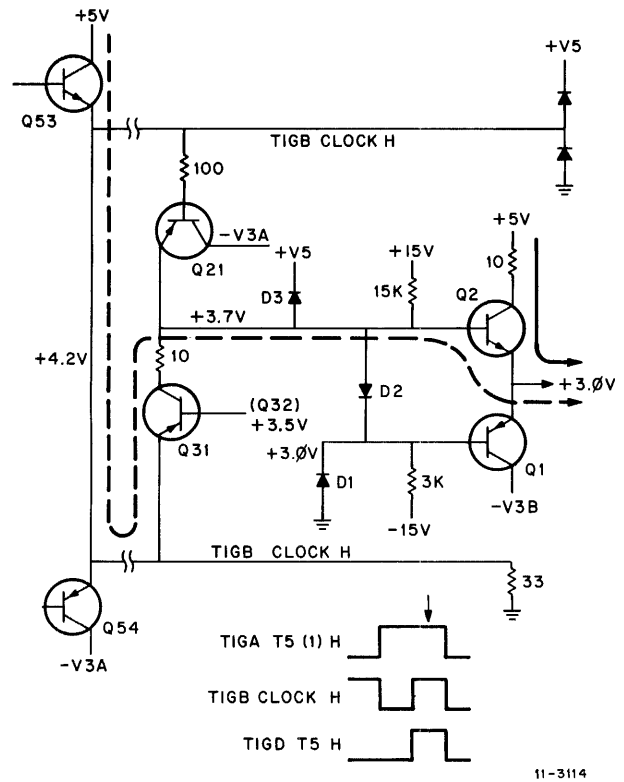 +5V
+V5
Q53
TIGB CLOCK H
100
-V3A
+5V
Q21
+V5
+15V
10
D3
15K
Q2
+3.7V
+4.2V
10
(Q32)
+3.5V
D2
+3.0V
Q31
+3.0V
D1
3K
Q1
-15V
-V3B
TIGB CLOCK H
33
Q54
-V3A
TIGA T5 (1) H
TIGB CLOCK H
TIGD T5 H
11-3114